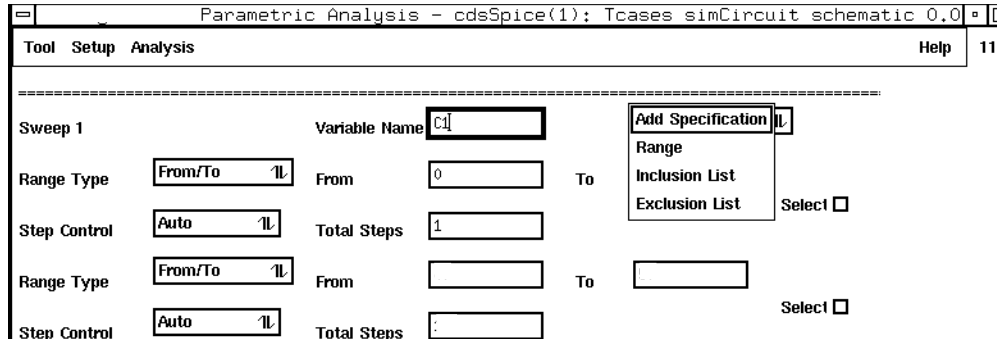 Parametric Analysis - cdsSpice(1): Tcases simCircuit schematic 0.0
Tool Setup Analysis Help 11
Sweep 1 Variable Name C1 Add Specification
Range
Inclusion List
Exclusion List
Range Type From/To From 0 To
Select
Step Control Auto Total Steps 1
Range Type From/To From To
Select
Step Control Auto Total Steps